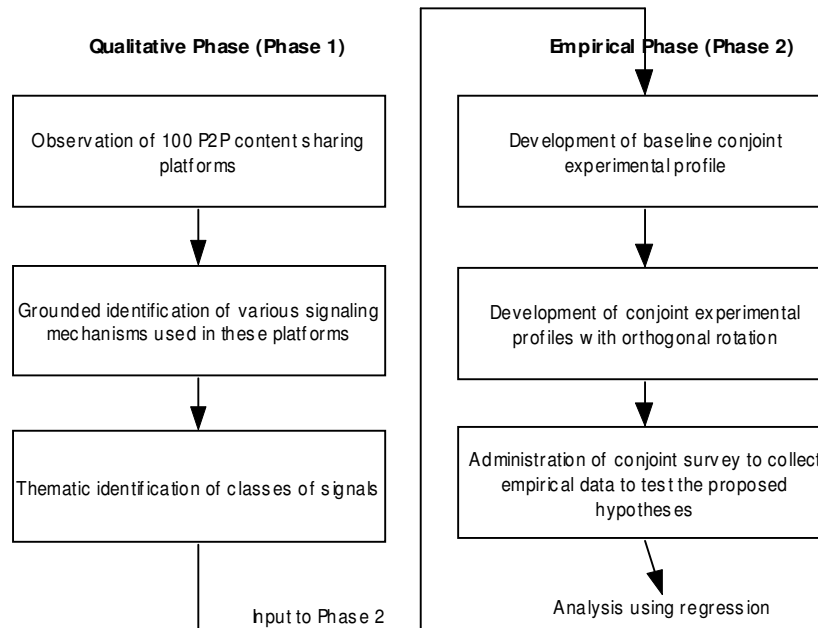 Qualitative Phase (Phase 1)
Observation of 100 P2P content sharing
platforms
Grounded identification of various signaling
mechanisms used in these platforms
Thematic identification of classes of signals
Input to Phase 2
Empirical Phase (Phase 2)
Development of baseline conjoint
experimental profile
Development of conjoint experimental
profiles with orthogonal rotation
Administration of conjoint survey to collect
empirical data to test the proposed
hypotheses
Analysis using regression